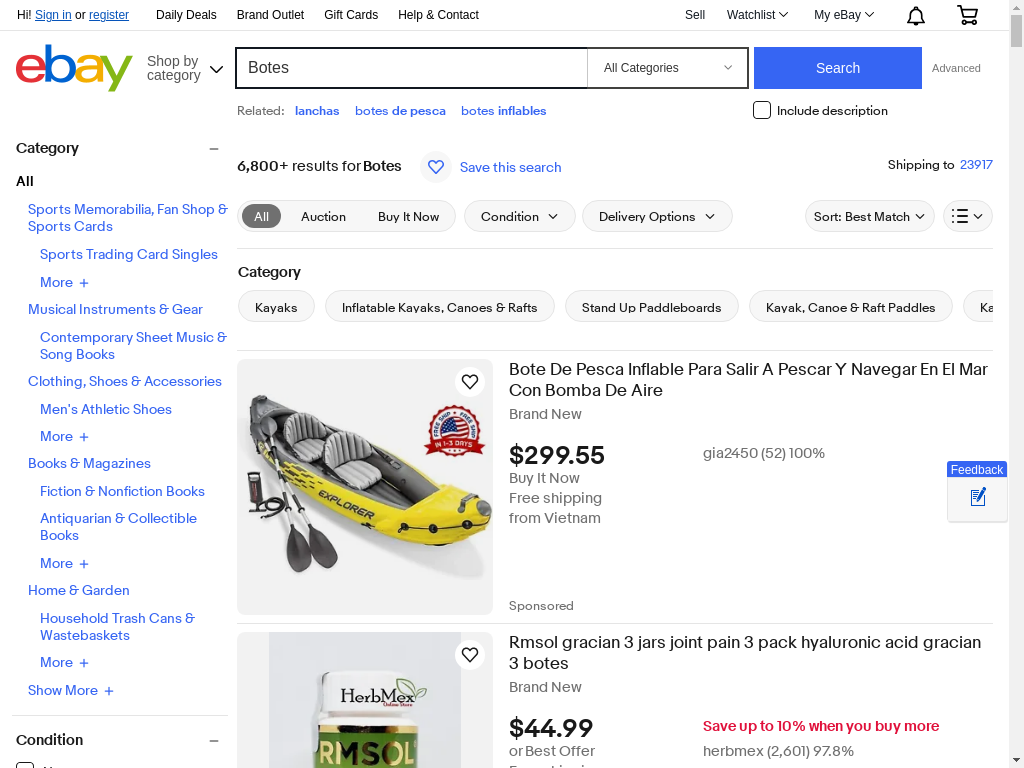 Hi! Sign in or register
Daily Deals
Brand Outlet
Gift Cards
Help & Contact
Sell
Watchlist
My eBay
ebay
Shop by
category
Botes
All Categories
Search
Advanced
Related:
lanchas
botes de pesca
botes inflables
Include description
Category
All
Sports Memorabilia, Fan Shop &
Sports Cards
Sports Trading Card Singles
More
Musical Instruments & Gear
Contemporary Sheet Music &
Song Books
Clothing, Shoes & Accessories
Men's Athletic Shoes
More
Books & Magazines
Fiction & Nonfiction Books
Antiquarian & Collectible
Books
More
Home & Garden
Household Trash Cans &
Wastebaskets
More
Show More
Condition
6,800+ results for Botes
Save this search
Shipping to 23917
All
Auction
Buy It Now
Condition
Delivery Options
Sort: Best Match
Category
Kayaks
Inflatable Kayaks, Canoes & Rafts
Stand Up Paddleboards
Kayak, Canoe & Raft Paddles
Ka
FREE SHIP FREE SHIP
IN 1-3 DAYS
EXPLORER
Bote De Pesca Inflable Para Salir A Pescar Y Navegar En El Mar
Con Bomba De Aire
Brand New
$299.55
gia2450 (52) 100%
Buy It Now
Free shipping
from Vietnam
Sponsored
Feedback
HerbMex
Online Store
RMSOL
Rmsol gracian 3 jars joint pain 3 pack hyaluronic acid gracian
3 botes
Brand New
$44.99
Save up to 10% when you buy more
or Best Offer
herbmex (2,601) 97.8%